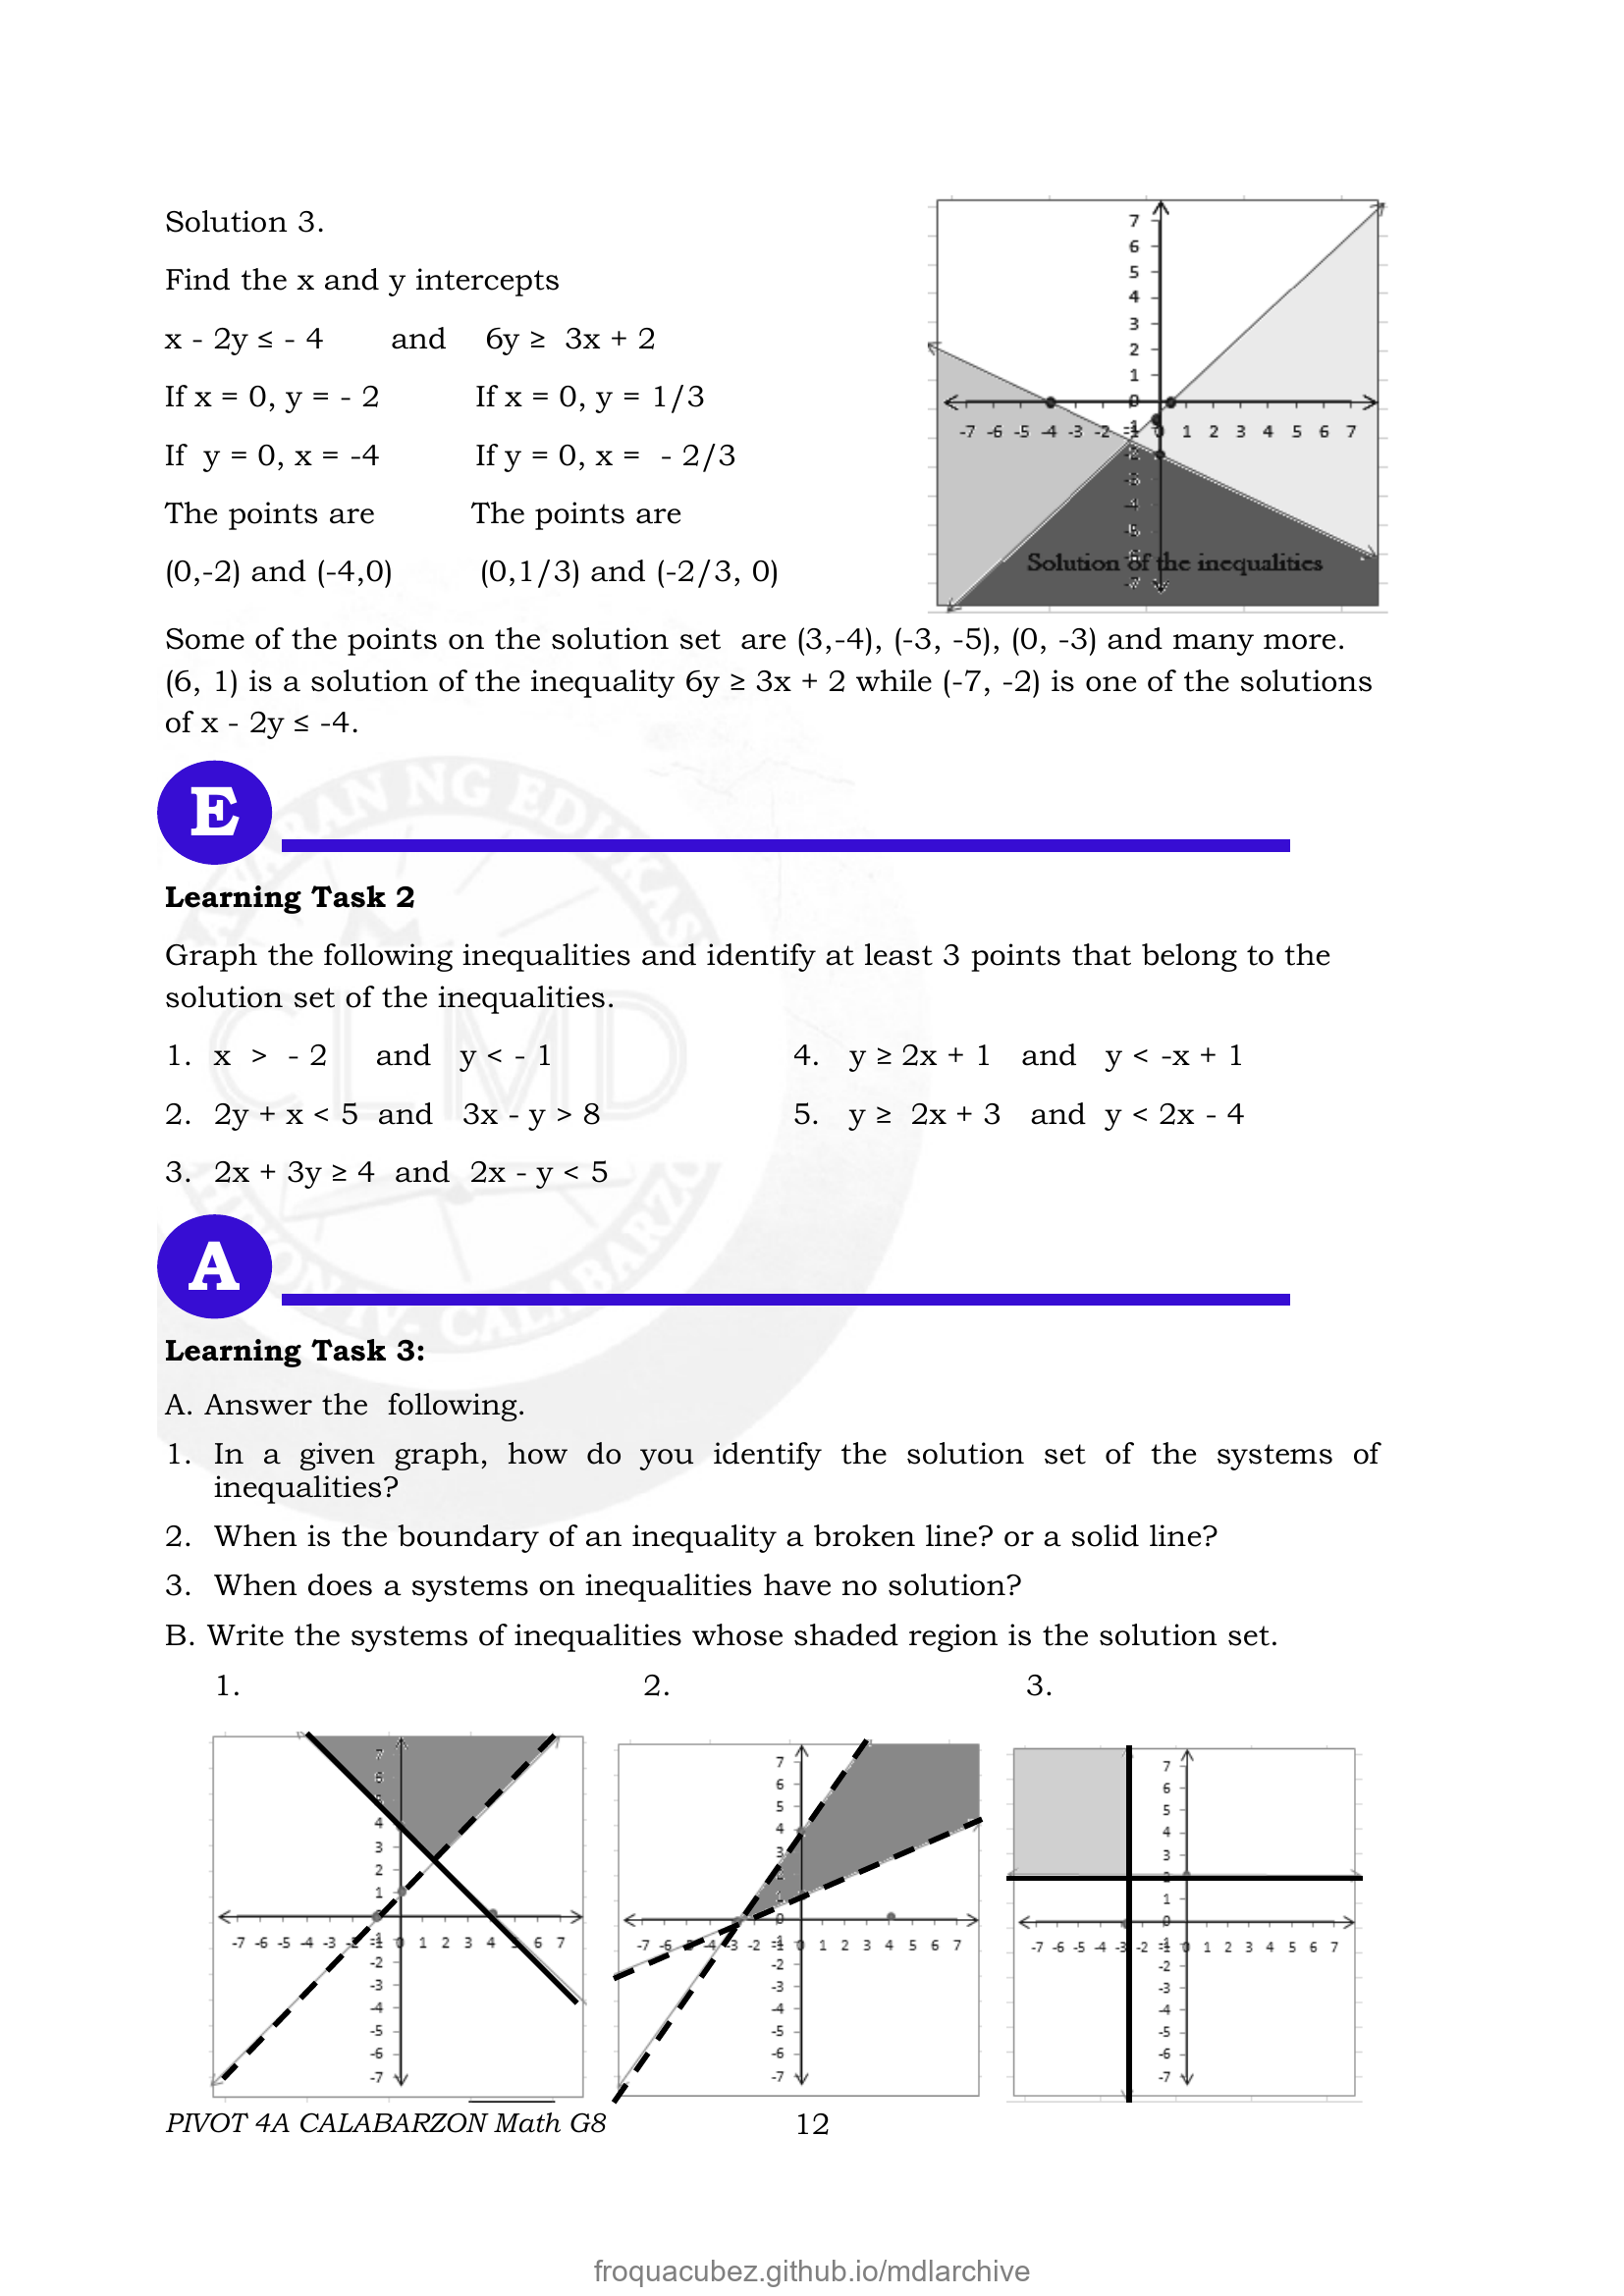 Solution 3.
Find the x and y intercepts
x - 2y ≤ - 4 and 6y ≥ 3x + 2
If x = 0, y = - 2 If x = 0, y = 1/3
If y = 0, x = -4 If y = 0, x = - 2/3
The points are The points are
(0,-2) and (-4,0) (0,1/3) and (-2/3, 0)
7
6
5
4
3
2
1
0
-7 -6 -5 -4 -3 -2 -1 0 1 2 3 4 5 6 7
-2
-3
-4
-5
-6
-7
Solution of the inequalities
Some of the points on the solution set are (3,-4), (-3, -5), (0, -3) and many more.
(6, 1) is a solution of the inequality 6y ≥ 3x + 2 while (-7, -2) is one of the solutions
of x - 2y ≤ -4.
E
Learning Task 2
Graph the following inequalities and identify at least 3 points that belong to the
solution set of the inequalities.
1. x > - 2 and y < - 1
2. 2y + x < 5 and 3x - y > 8
3. 2x + 3y ≥ 4 and 2x - y < 5
4. y ≥ 2x + 1 and y < -x + 1
5. y ≥ 2x + 3 and y < 2x - 4
CLMD
A
Learning Task 3:
A. Answer the following.
1. In a given graph, how do you identify the solution set of the systems of
inequalities?
2. When is the boundary of an inequality a broken line? or a solid line?
3. When does a systems on inequalities have no solution?
B. Write the systems of inequalities whose shaded region is the solution set.
1. 2. 3.
7
6
5
4
3
2
1
-7 -6 -5 -4 -3 -2 -1 0 1 2 3 4 6 7
-2
-3
-4
-5
-6
-7
7
6
5
4
3
0
-7 -6 -5 -4 -3 -2 -1 0 1 2 3 4 5 6 7
-2
-3
-4
-5
-6
-7
7
6
5
4
3
2
1
0
-7 -6 -5 -4 -3 -2 -1 0 1 2 3 4 5 6 7
-2
-3
-4
-5
-6
-7
PIVOT 4A CALABARZON Math G8 12
froquacubez.github.io/mdlarchive